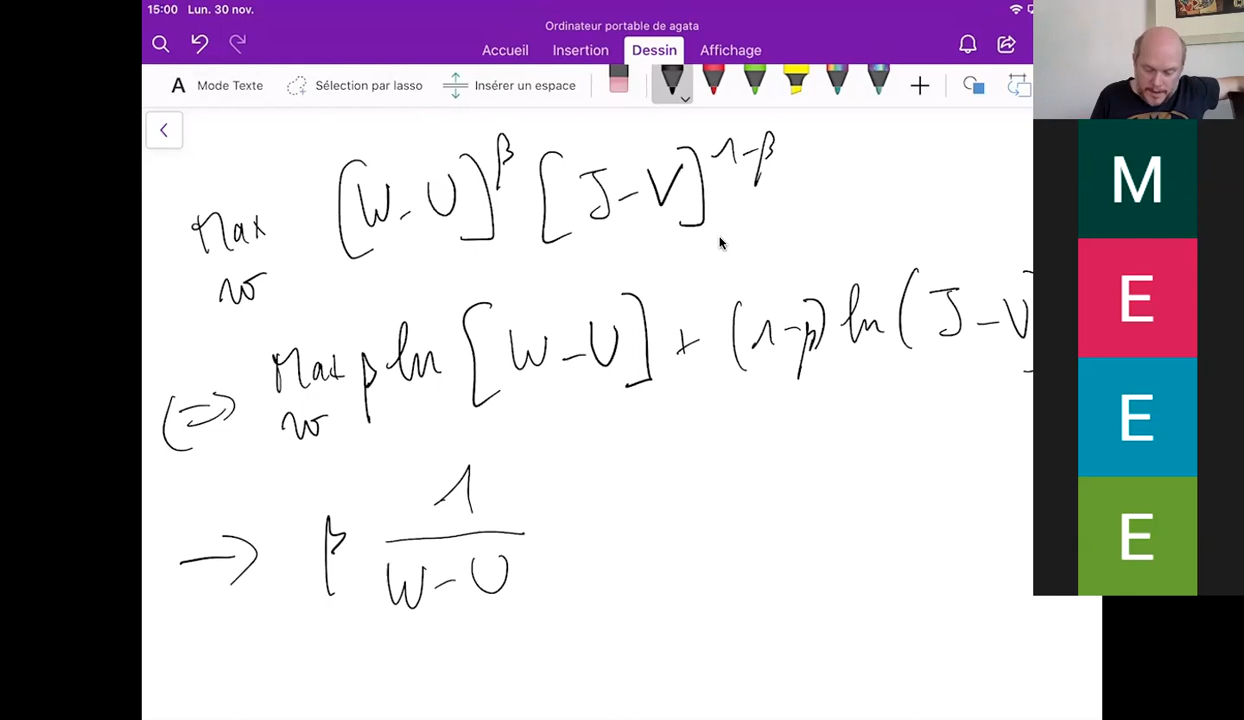 15:00 Lun. 30 nov.
Ordinateur portable de agata
Accueil Insertion Dessin Affichage
A Mode Texte Sélection par lasso Insérer un espace
Max w [W-U]^β [J-V]^{1-β}
(=> Max w β ln [W-U] + (1-β) ln (J-V]
→ β 1/(W-U)
M
E
E
E